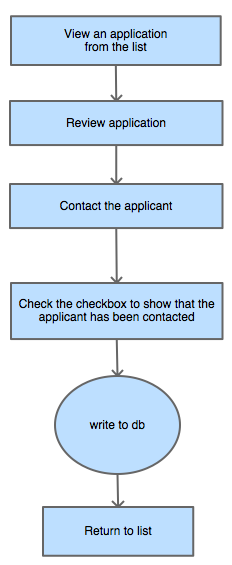 View an application
from the list
Review application
Contact the applicant
Check the checkbox to show that the
applicant has been contacted
write to db
Return to list